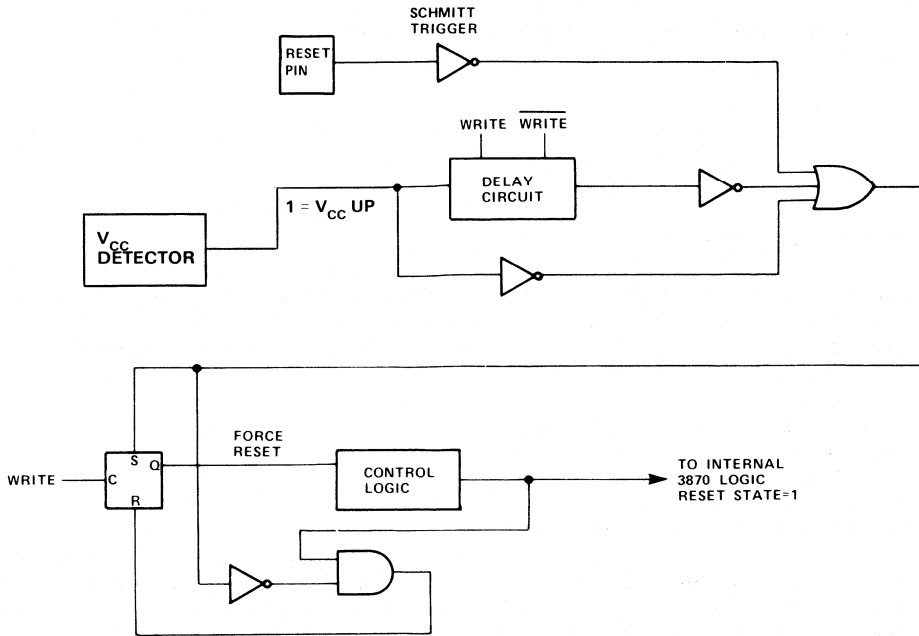 SCHMITT
TRIGGER
RESET
PIN
WRITE
WRITE
DELAY
CIRCUIT
1 = VCC UP
VCC
DETECTOR
S
WRITE
C
Q
R
FORCE
RESET
CONTROL
LOGIC
TO INTERNAL
3870 LOGIC
RESET STATE=1